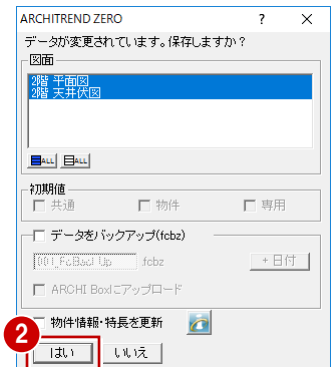 ARCHITREND ZERO ? ×
データが変更されています。保存しますか?
図面
2階 平面図
2階 天井伏図
ALL ALL
初期値
共通 物件 専用
データをバックアップ(fcbz)
fcbz +日付
ARCHI Boxにアップロード
物件情報・特長を更新
2
はい いいえ